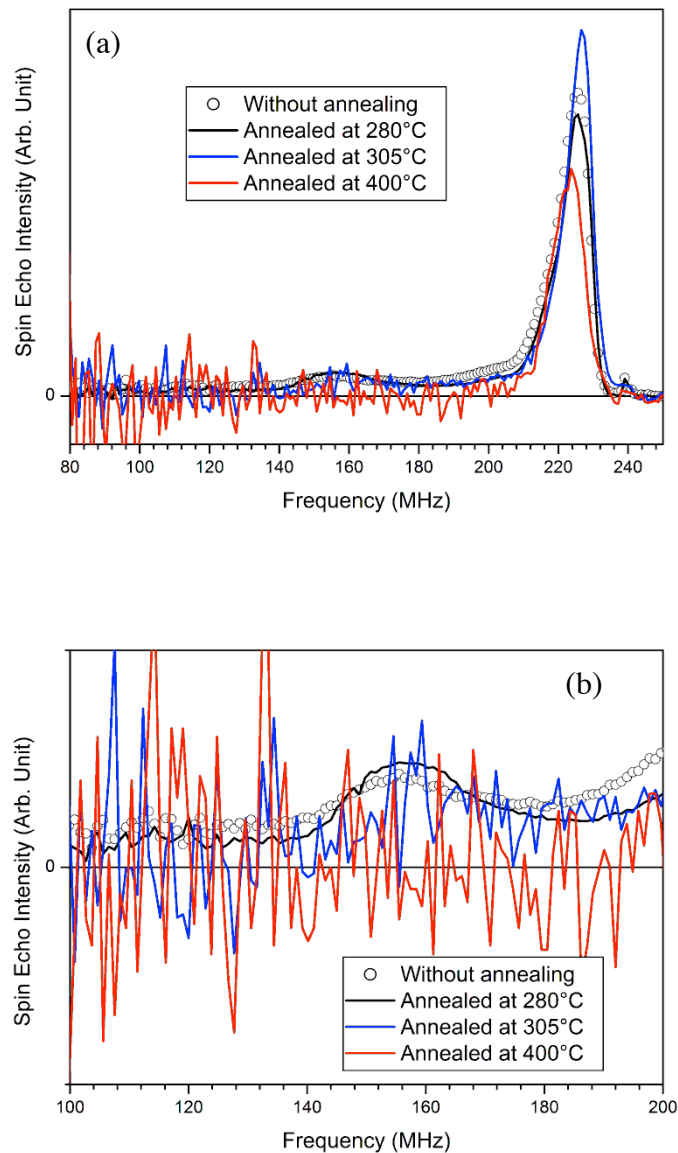 (a)
Without annealing
Annealed at 280°C
Annealed at 305°C
Annealed at 400°C
Spin Echo Intensity (Arb. Unit)
0
80 100 120 140 160 180 200 220 240
Frequency (MHz)
(b)
Spin Echo Intensity (Arb. Unit)
0
Without annealing
Annealed at 280°C
Annealed at 305°C
Annealed at 400°C
100 120 140 160 180 200
Frequency (MHz)